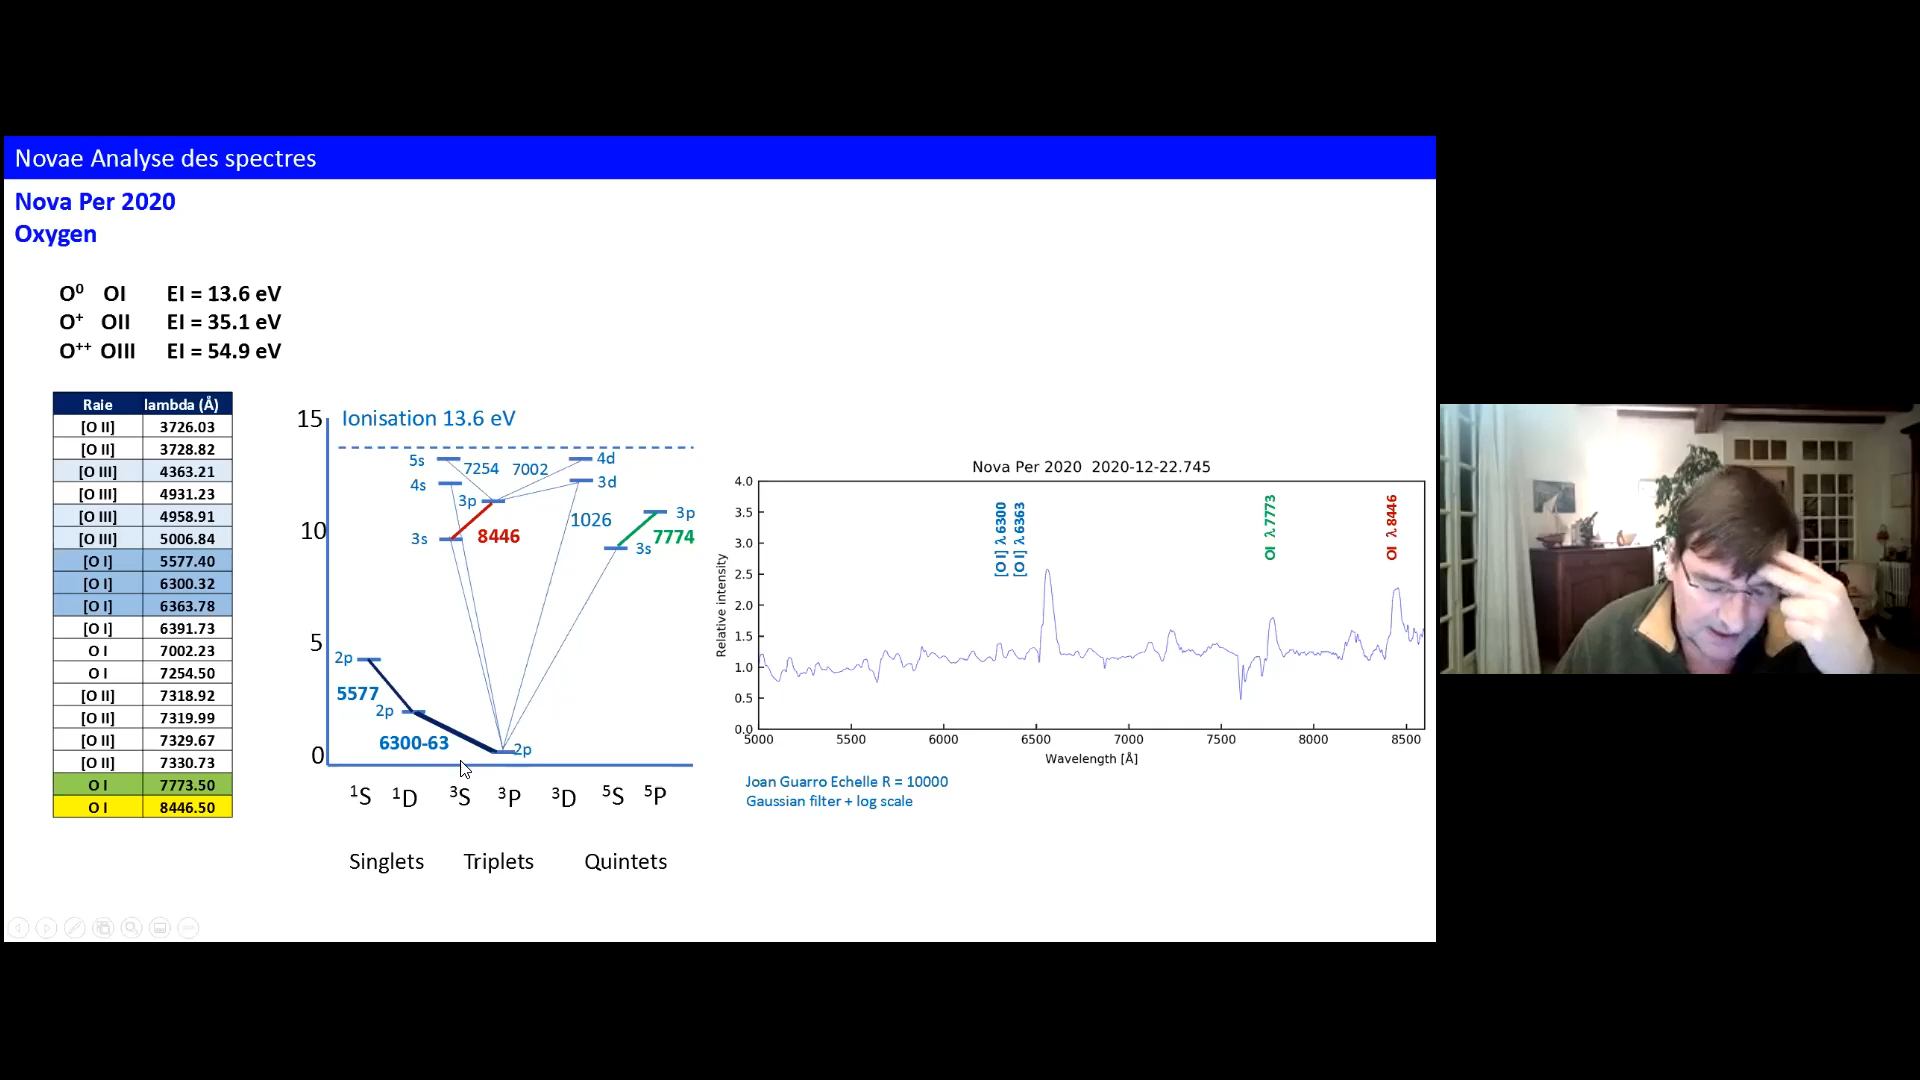 Novae Analyse des spectres
Nova Per 2020
Oxygen
O⁰ OI EI = 13.6 eV
O⁺ OII EI = 35.1 eV
O⁺⁺ OIII EI = 54.9 eV
Raie lambda (Å)
[O II] 3726.03
[O II] 3728.82
[O III] 4363.21
[O III] 4931.23
[O III] 4958.91
[O III] 5006.84
[O I] 5577.40
[O I] 6300.32
[O I] 6363.78
[O I] 6391.73
O I 7002.23
O I 7254.50
[O II] 7318.92
[O II] 7319.99
[O II] 7329.67
[O II] 7330.73
O I 7773.50
O I 8446.50
15 Ionisation 13.6 eV
5s 7254 7002 4d
4s 3d
3p
3p
10 1026
3s 8446 3s 7774
5
2p
5577
2p
6300-63
0 2p
¹S ¹D ³S ³P ³D ⁵S ⁵P
Singlets Triplets Quintets
Nova Per 2020 2020-12-22.745
Relative intensity
4.0
3.5
3.0
2.5
2.0
1.5
1.0
0.5
0.0
[O I] λ 6300
[O I] λ 6363
OI λ 7773
OI λ 8446
5000 5500 6000 6500 7000 7500 8000 8500
Wavelength [Å]
Joan Guarro Echelle R = 10000
Gaussian filter + log scale